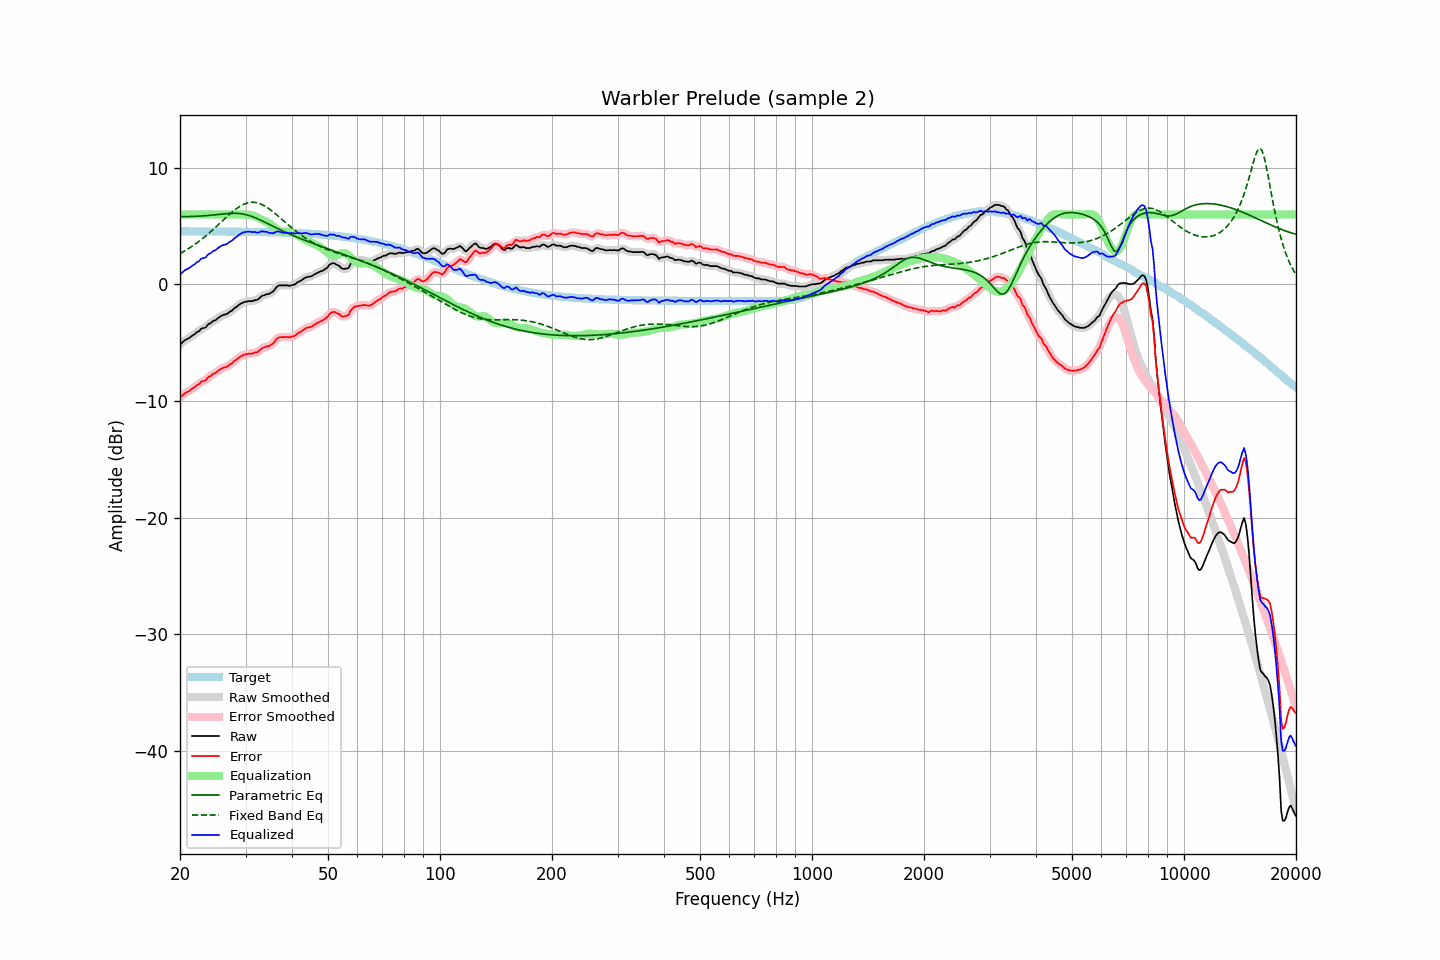 Warbler Prelude (sample 2)
10
0
−10
−20
−30
−40
Amplitude (dBr)
Target
Raw Smoothed
Error Smoothed
Raw
Error
Equalization
Parametric Eq
Fixed Band Eq
Equalized
20 50 100 200 500 1000 2000 5000 10000 20000
Frequency (Hz)